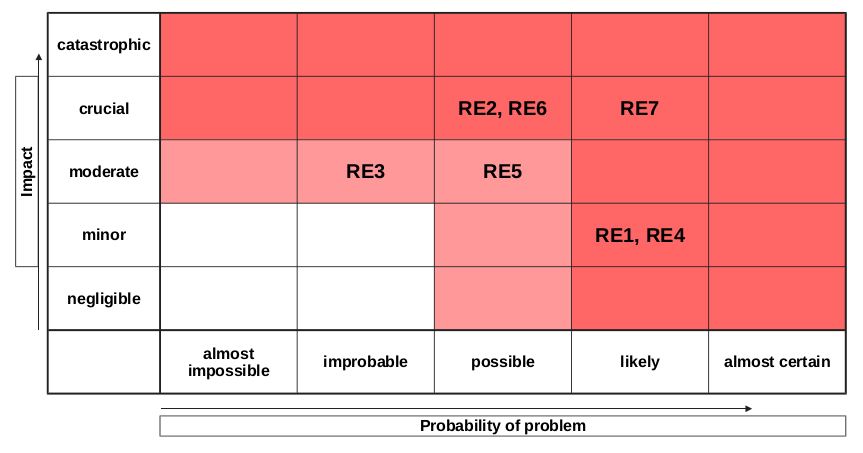 catastrophic
crucial
RE2, RE6
RE7
Impact
moderate
RE3
RE5
minor
RE1, RE4
negligible
almost
impossible
improbable
possible
likely
almost certain
Probability of problem